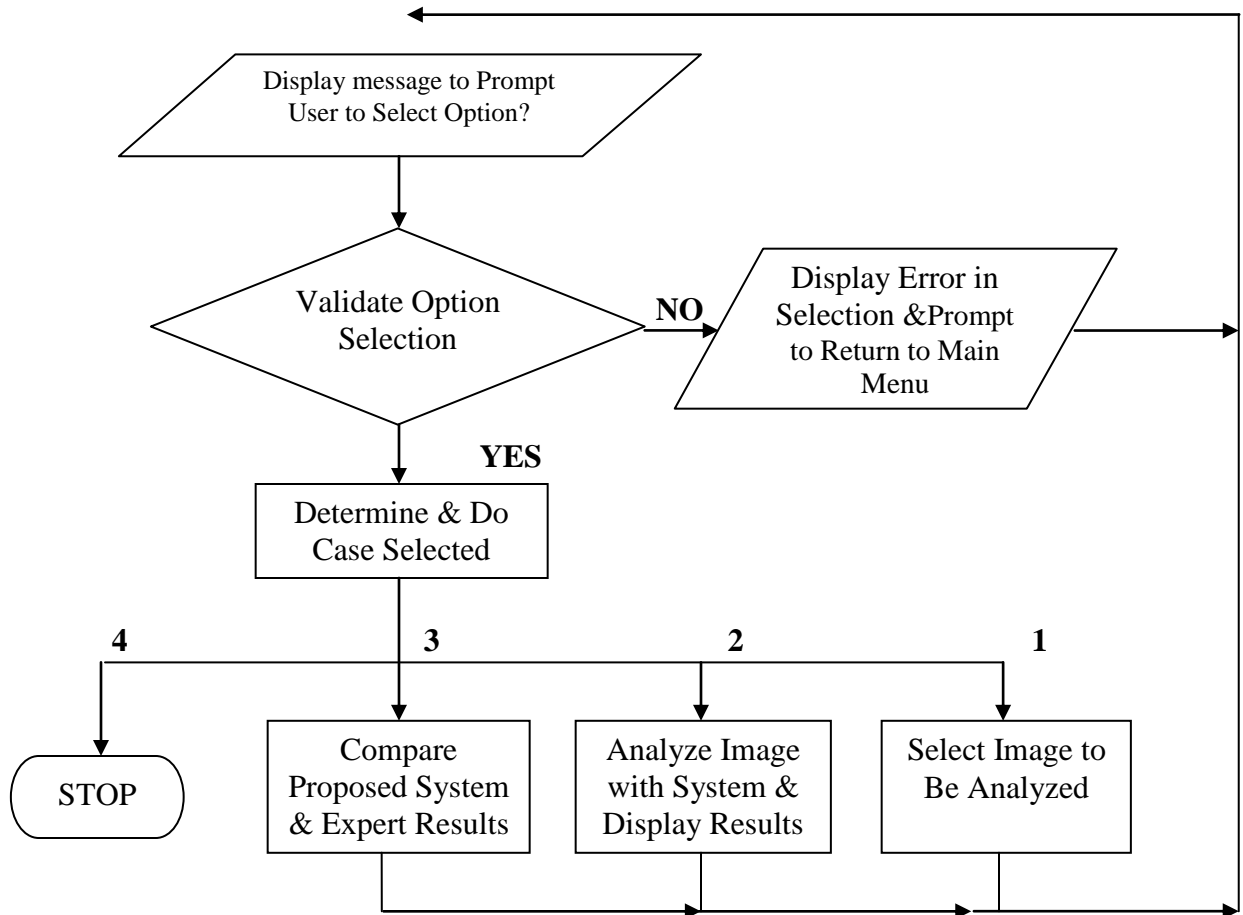 Display message to Prompt
User to Select Option?
Validate Option
Selection
NO
Display Error in
Selection &Prompt
to Return to Main
Menu
YES
Determine & Do
Case Selected
4
3
2
1
STOP
Compare
Proposed System
& Expert Results
Analyze Image
with System &
Display Results
Select Image to
Be Analyzed